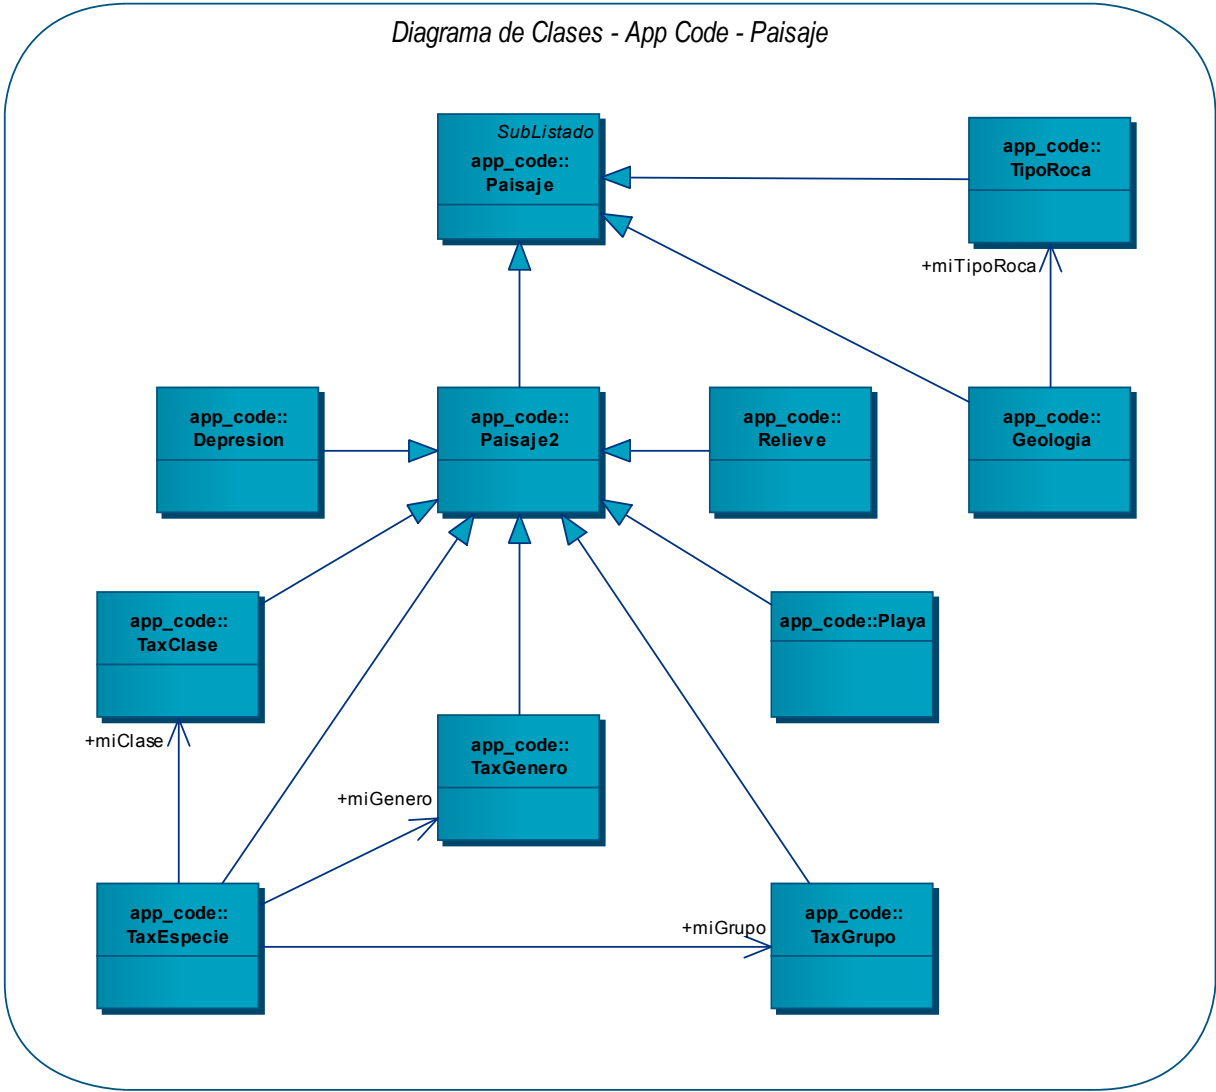 Diagrama de Clases - App Code - Paisaje
SubListado
app_code::
Paisaje
app_code::
TipoRoca
+miTipoRoca
app_code::
Depresion
app_code::
Paisaje2
app_code::
Relieve
app_code::
Geologia
app_code::
TaxClase
app_code::Playa
+miClase
app_code::
TaxGenero
+miGenero
app_code::
TaxEspecie
+miGrupo
app_code::
TaxGrupo